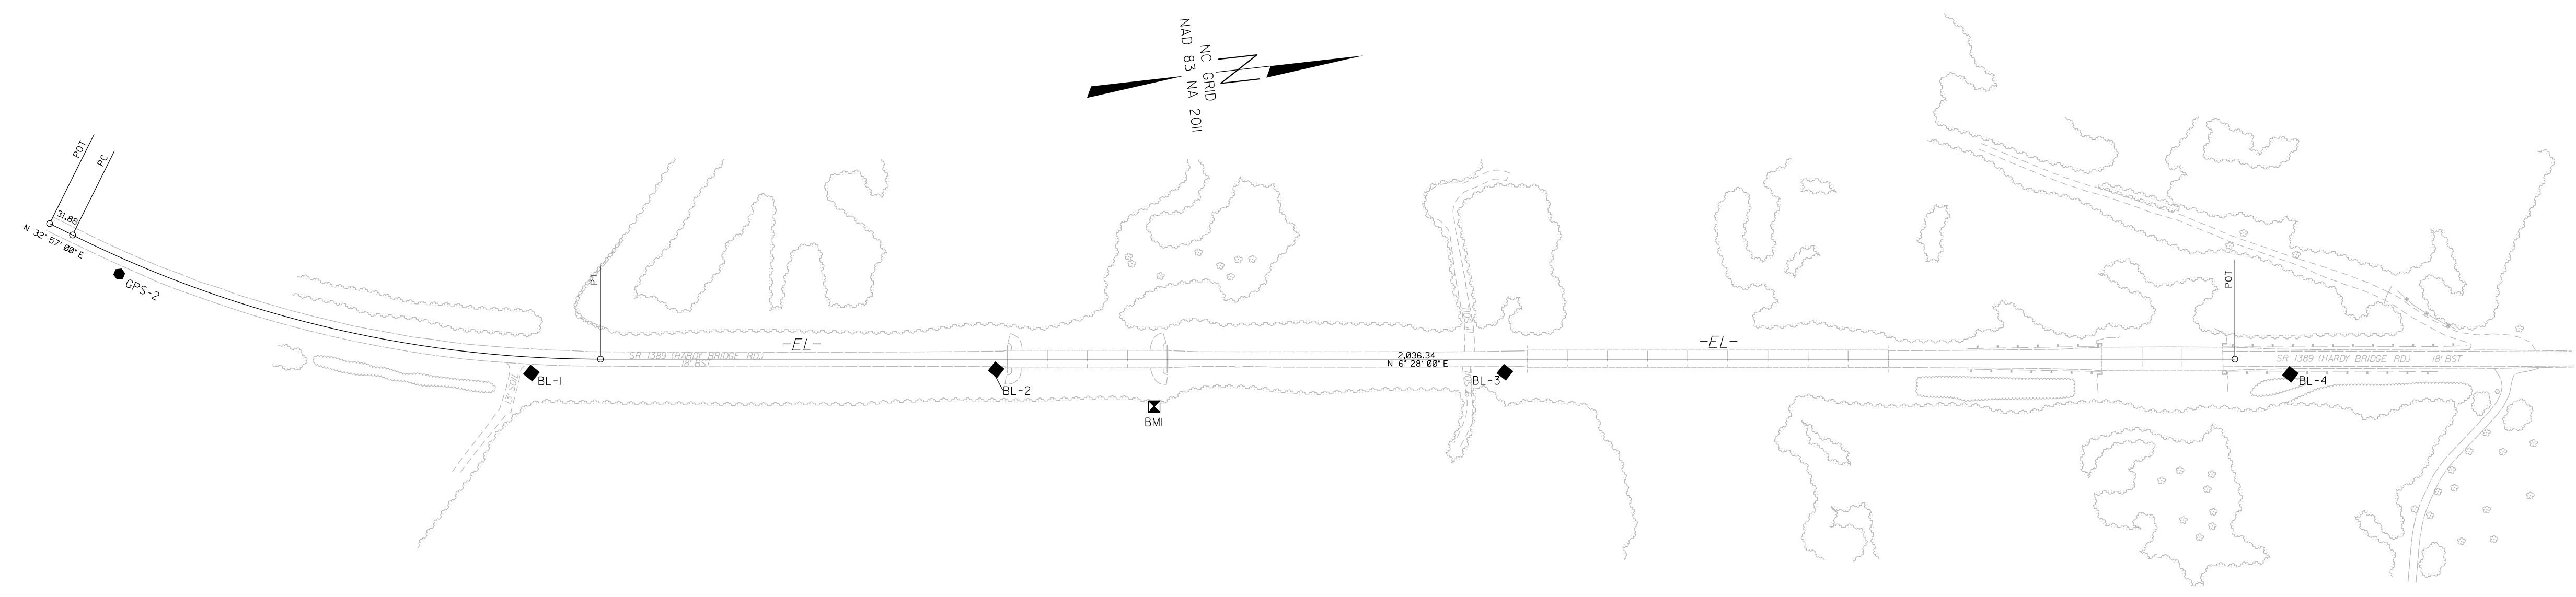 NAD 83 NA 2011
NC GRID
POT
PC
31.88
N 32° 57' 00" E
GPS-2
PT
-EL-
SR 1389 (HARDY BRIDGE RD.)
18' BST
SOIL
BL-1
BL-2
BM1
2,036.34
N 6° 28' 00" E
BL-3
-EL-
POT
SR 1389 (HARDY BRIDGE RD.) 18' BST
BL-4